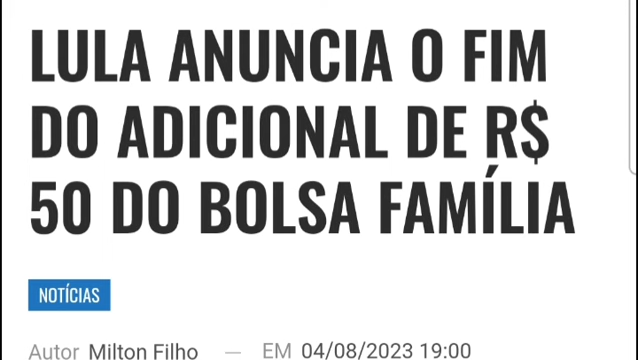 LULA ANUNCIA O FIM
DO ADICIONAL DE R$
50 DO BOLSA FAMÍLIA
NOTÍCIAS
Autor Milton Filho — EM 04/08/2023 19:00